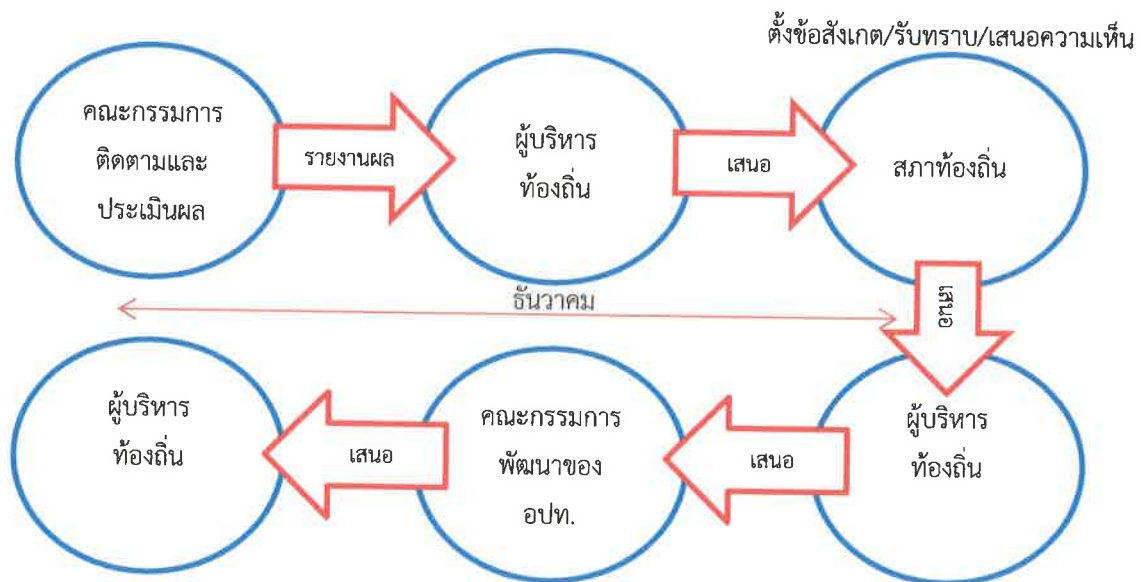 ตั้งข้อสังเกต/รับทราบ/เสนอความเห็น
คณะกรรมการ
ติดตามและ
ประเมินผล
รายงานผล
ผู้บริหาร
ท้องถิ่น
เสนอ
สภาท้องถิ่น
ธันวาคม
เสนอ
ผู้บริหาร
ท้องถิ่น
เสนอ
คณะกรรมการ
พัฒนาของ
อปท.
เสนอ
ผู้บริหาร
ท้องถิ่น